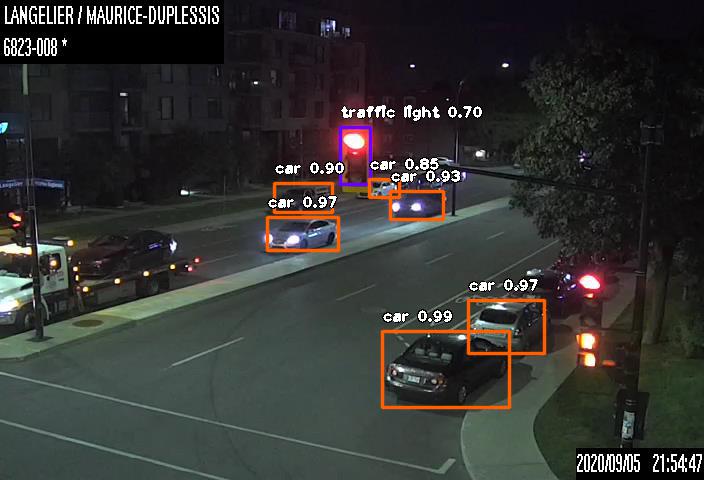 LANGELIER / MAURICE-DUPLESSIS
6823-008 *
traffic light 0.70
car 0.90
car 0.85
car 0.93
car 0.97
Langelier
car 0.97
car 0.99
2020/09/05 21:54:47